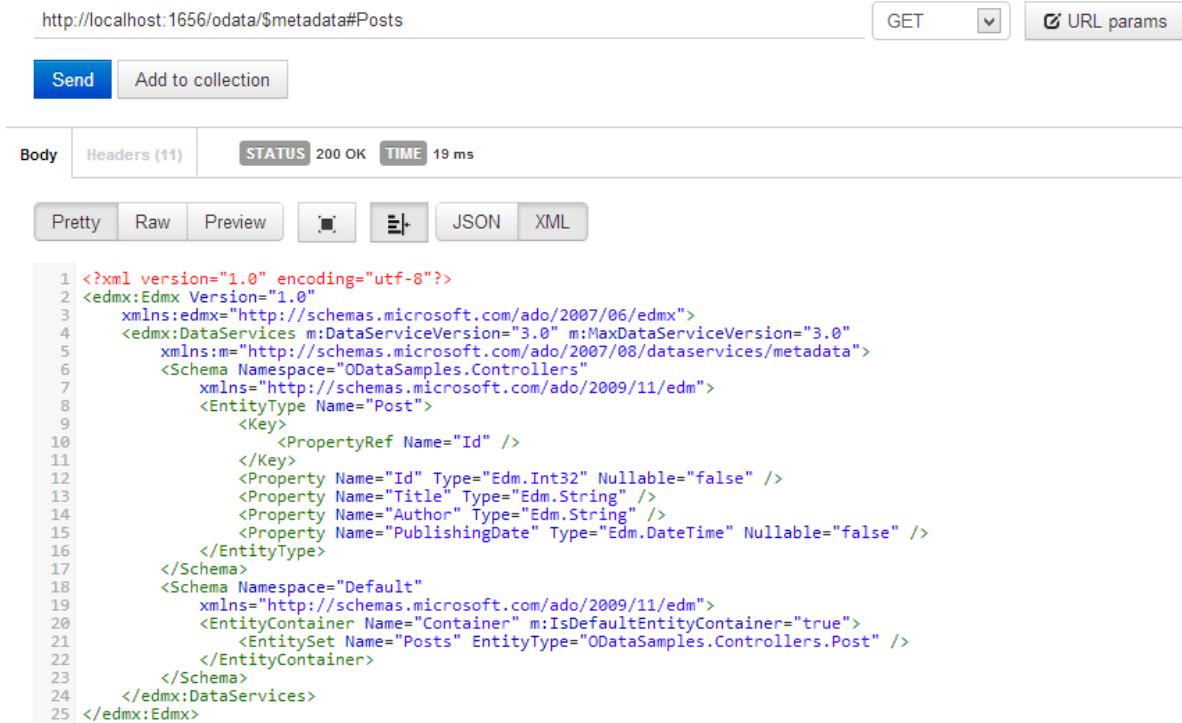 http://localhost:1656/odata/$metadata#Posts GET URL params
Send Add to collection
Body Headers (11) STATUS 200 OK TIME 19 ms
Pretty Raw Preview JSON XML
1 <?xml version="1.0" encoding="utf-8"?>
2 <edmx:Edmx Version="1.0"
3 xmlns:edmx="http://schemas.microsoft.com/ado/2007/06/edmx">
4 <edmx:DataServices m:DataServiceVersion="3.0" m:MaxDataServiceVersion="3.0"
5 xmlns:m="http://schemas.microsoft.com/ado/2007/08/dataservices/metadata">
6 <Schema Namespace="ODataSamples.Controllers"
7 xmlns="http://schemas.microsoft.com/ado/2009/11/edm">
8 <EntityType Name="Post">
9 <Key>
10 <PropertyRef Name="Id" />
11 </Key>
12 <Property Name="Id" Type="Edm.Int32" Nullable="false" />
13 <Property Name="Title" Type="Edm.String" />
14 <Property Name="Author" Type="Edm.String" />
15 <Property Name="PublishingDate" Type="Edm.DateTime" Nullable="false" />
16 </EntityType>
17 </Schema>
18 <Schema Namespace="Default"
19 xmlns="http://schemas.microsoft.com/ado/2009/11/edm">
20 <EntityContainer Name="Container" m:IsDefaultEntityContainer="true">
21 <EntitySet Name="Posts" EntityType="ODataSamples.Controllers.Post" />
22 </EntityContainer>
23 </Schema>
24 </edmx:DataServices>
25 </edmx:Edmx>